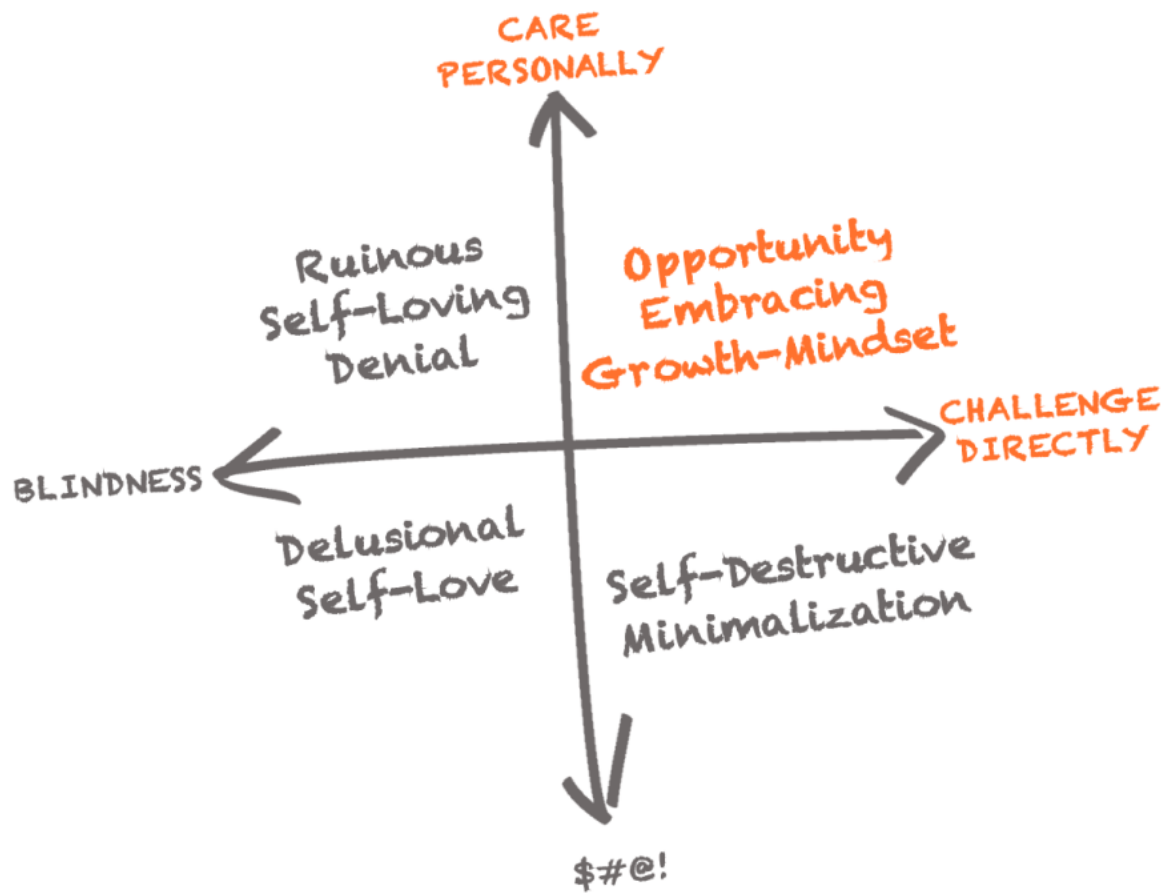 CARE
PERSONALLY
Ruinous
Self-Loving
Denial
Opportunity
Embracing
Growth-Mindset
CHALLENGE
DIRECTLY
BLINDNESS
Delusional
Self-Love
Self-Destructive
Minimalization
$#@!